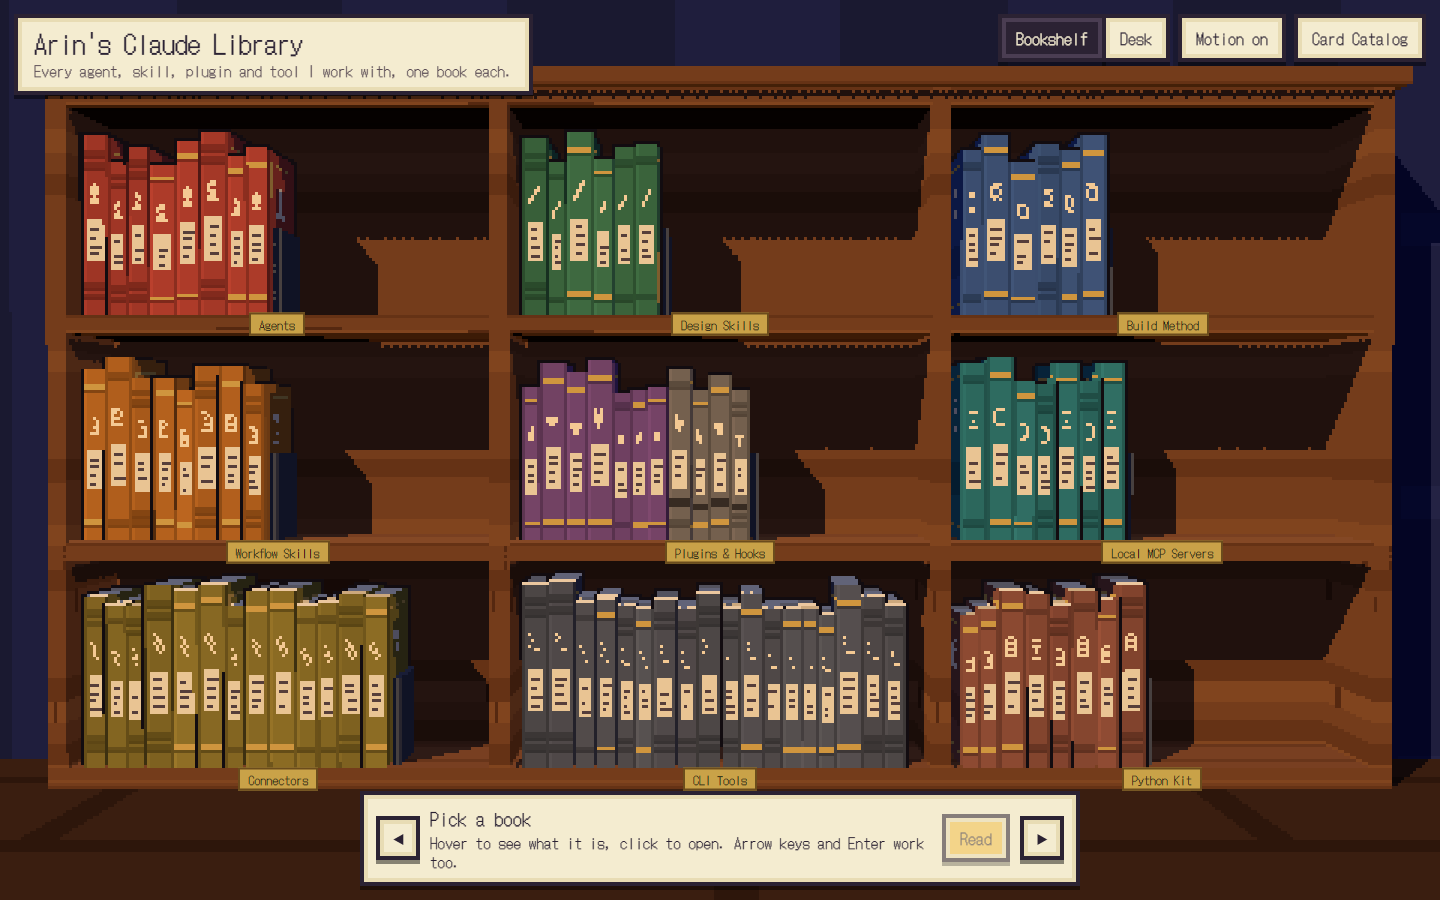 Arin's Claude Library
Every agent, skill, plugin and tool I work with, one book each.
Bookshelf
Desk
Motion on
Card Catalog
Agents
Design Skills
Build Method
Workflow Skills
Plugins & Hooks
Local MCP Servers
Connectors
CLI Tools
Python Kit
Pick a book
Hover to see what it is, click to open. Arrow keys and Enter work
too.
Read